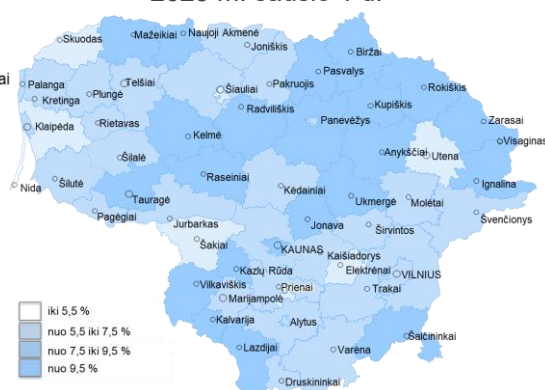 Skuodas
Mažeikiai
Naujoji Akmenė
Joniškis
Biržai
Pasvalys
ai
Palanga
Plungė
Telšiai
Šiauliai
Pakruojis
Rokiškis
Kretinga
Radviliškis
Kupiškis
Klaipėda
Rietavas
Kelmė
Panevėžys
Zarasai
Visaginas
Šilalė
Anykščiai
Utena
Nida
Šilutė
Tauragė
Raseiniai
Kėdainiai
Ukmergė
Molėtai
Ignalina
Pagėgiai
Jurbarkas
Jonava
Širvintos
Švenčionys
Šakiai
KAUNAS
Kaišiadorys
Kazlų Rūda
Elektrėnai
VILNIUS
Vilkaviškis
Prienai
Trakai
Marijampolė
Kalvarija
Alytus
Šalčininkai
Lazdijai
Varėna
Druskininkai
iki 5,5 %
nuo 5,5 iki 7,5 %
nuo 7,5 iki 9,5 %
nuo 9,5 %